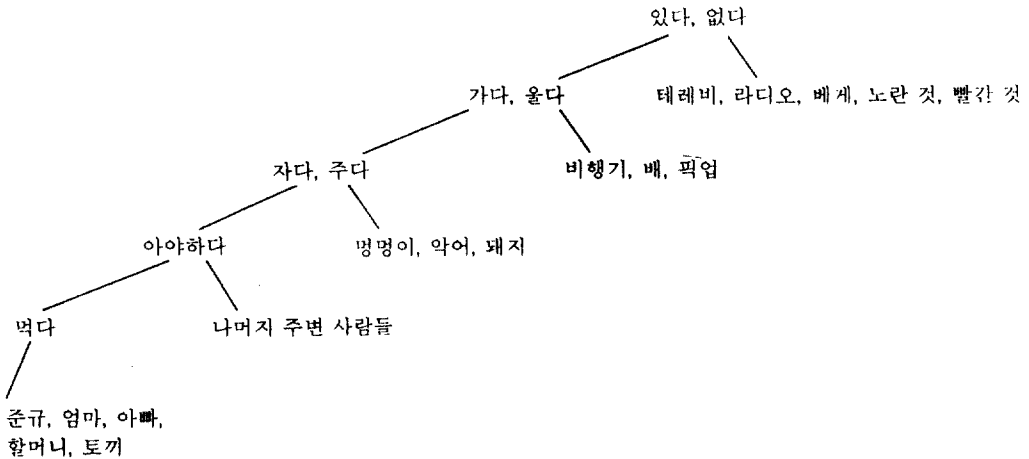 있다, 없다
가다, 울다
테레비, 라디오, 베게, 노란 것, 빨간 것
자다, 주다
비행기, 배, 픽업
아야하다
멍멍이, 악어, 돼지
먹다
나머지 주변 사람들
준규, 엄마, 아빠,
할머니, 토끼